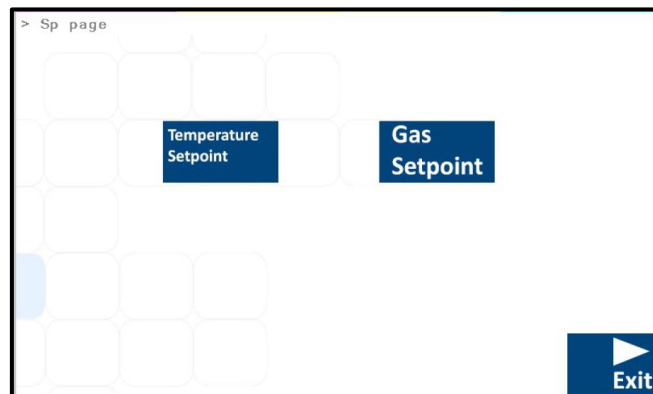 > Sp page
Temperature
Setpoint
Gas
Setpoint
Exit